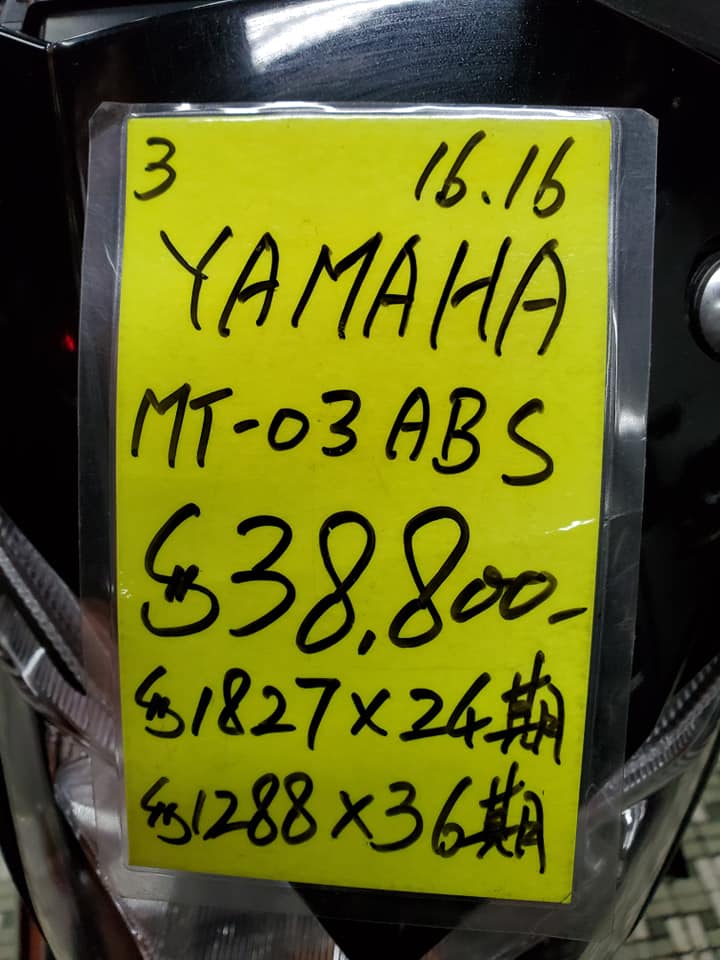 3 16.16
YAMAHA
MT-03 ABS
$38,800-
$1827×24期
$1288×36期